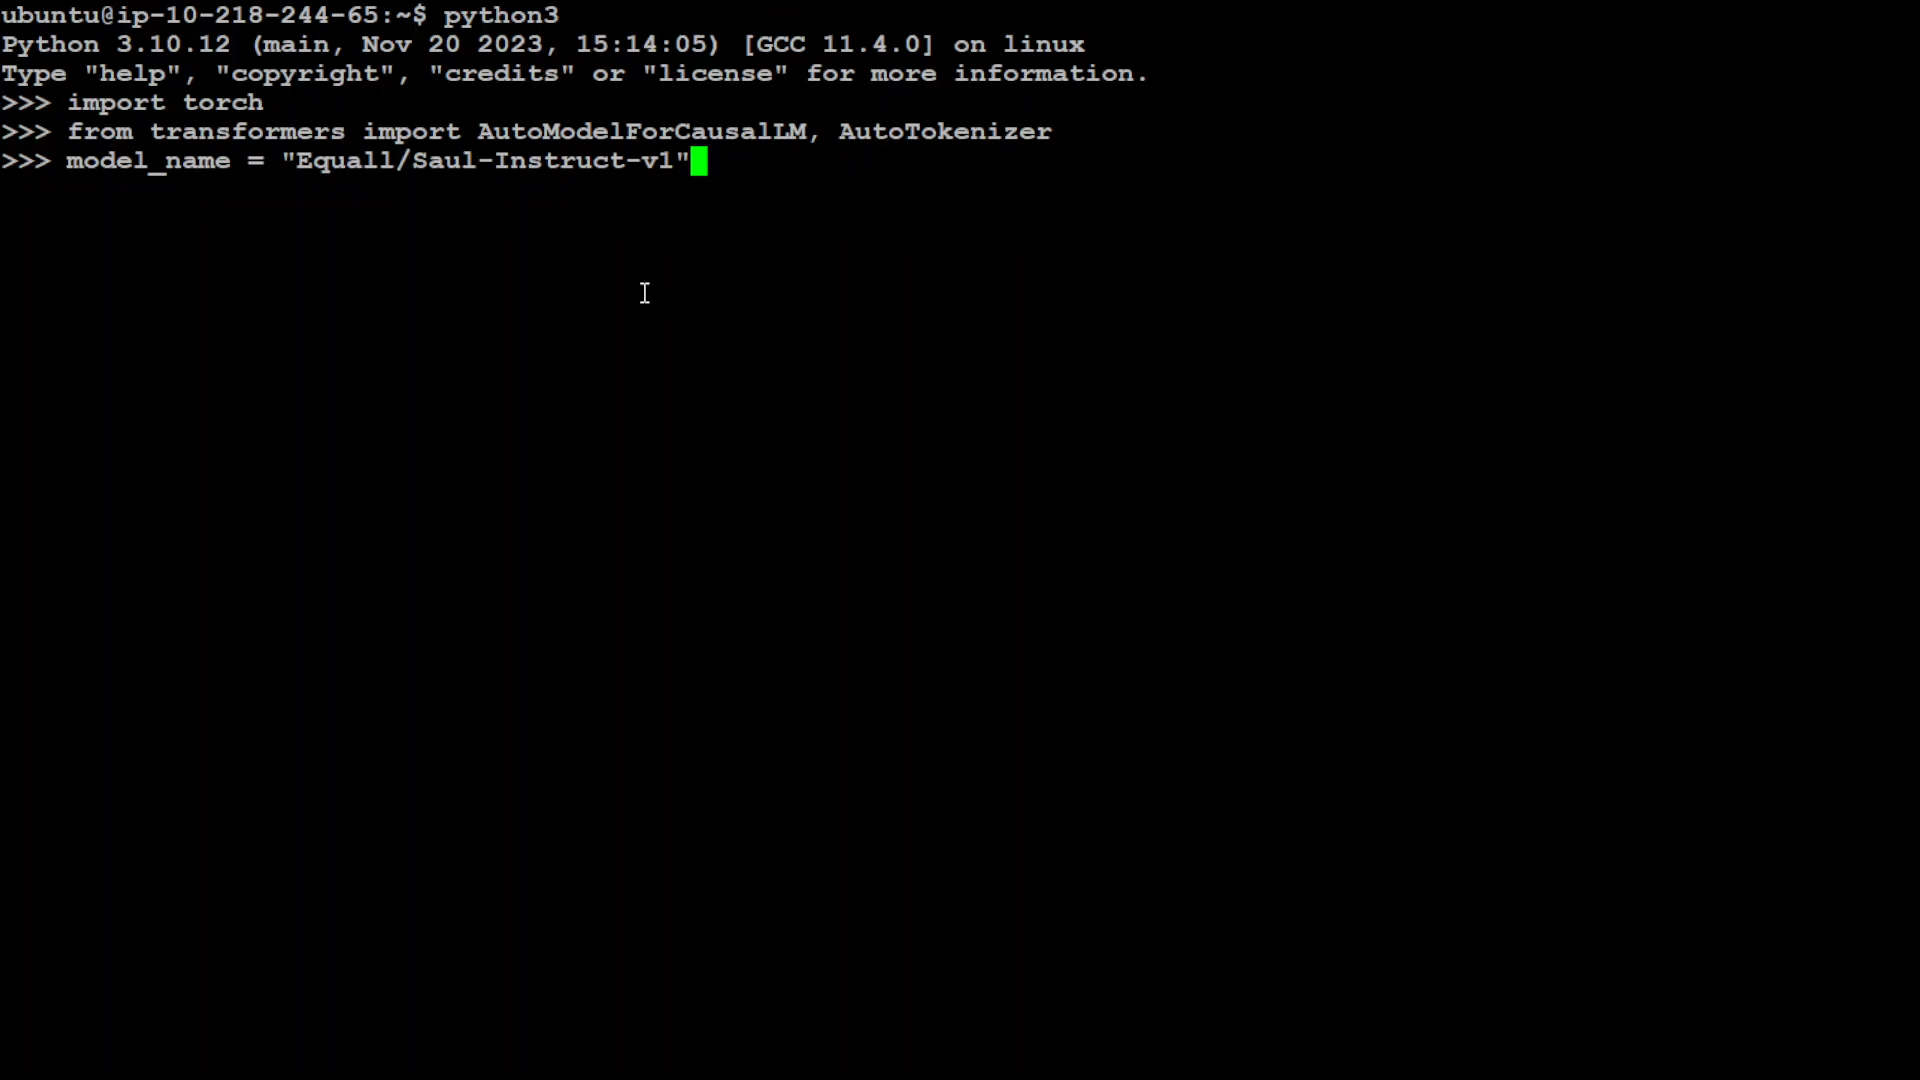 ubuntu@ip-10-218-244-65:~$ python3
Python 3.10.12 (main, Nov 20 2023, 15:14:05) [GCC 11.4.0] on linux
Type "help", "copyright", "credits" or "license" for more information.
>>> import torch
>>> from transformers import AutoModelForCausalLM, AutoTokenizer
>>> model_name = "Equall/Saul-Instruct-v1"